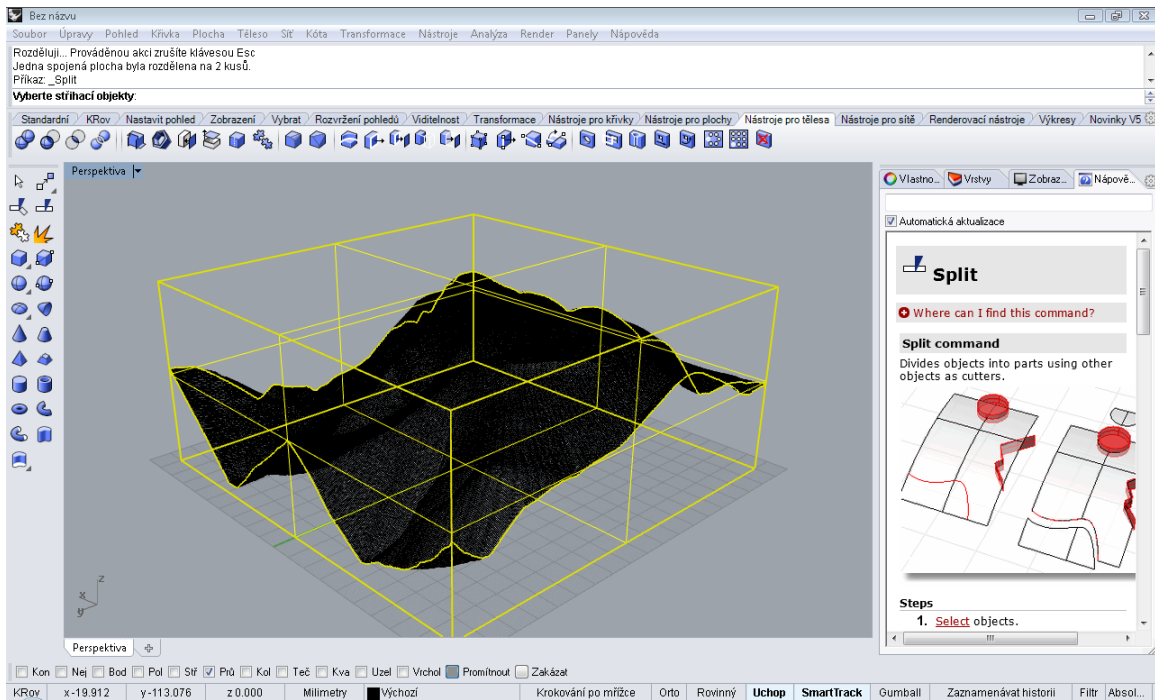 Bez názvu
Soubor Úpravy Pohled Křivka Plocha Těleso Síť Kóta Transformace Nástroje Analýza Render Panely Nápověda
Rozděluji... Prováděnou akci zrušíte klávesou Esc
Jedna spojená plocha byla rozdělena na 2 kusů.
Příkaz: _Split
Vyberte střihací objekty:
Standardní KRov Nastavit pohled Zobrazení Vybrat Rozvržení pohledů Viditelnost Transformace Nástroje pro křivky Nástroje pro plochy Nástroje pro tělesa Nástroje pro sítě Renderovací nástroje Výkresy Novinky V5
Perspektiva
Vlastno... Vrstvy Zobraz... Nápově...
Automatická aktualizace
Split
Where can I find this command?
Split command
Divides objects into parts using other
objects as cutters.
Steps
1. Select objects.
z
x
y
Perspektiva
Kon Nej Bod Pol Stř Prů Kol Teč Kva Uzel Vrchol Promítnout Zakázat
KRov x-19.912 y-113.076 z 0.000 Milimetry Výchozí Krokování po mřížce Orto Rovinný Uchop SmartTrack Gumball Zaznamenávat historii Filtr Absol...